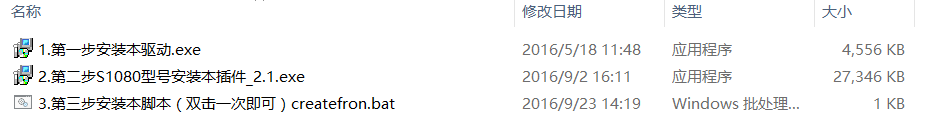 名称 修改日期 类型 大小
1.第一步安装本驱动.exe 2016/5/18 11:48 应用程序 4,556 KB
2.第二步S1080型号安装本插件_2.1.exe 2016/9/2 16:11 应用程序 27,346 KB
3.第三步安装本脚本（双击一次即可）createfron.bat 2016/9/23 14:19 Windows 批处理... 1 KB